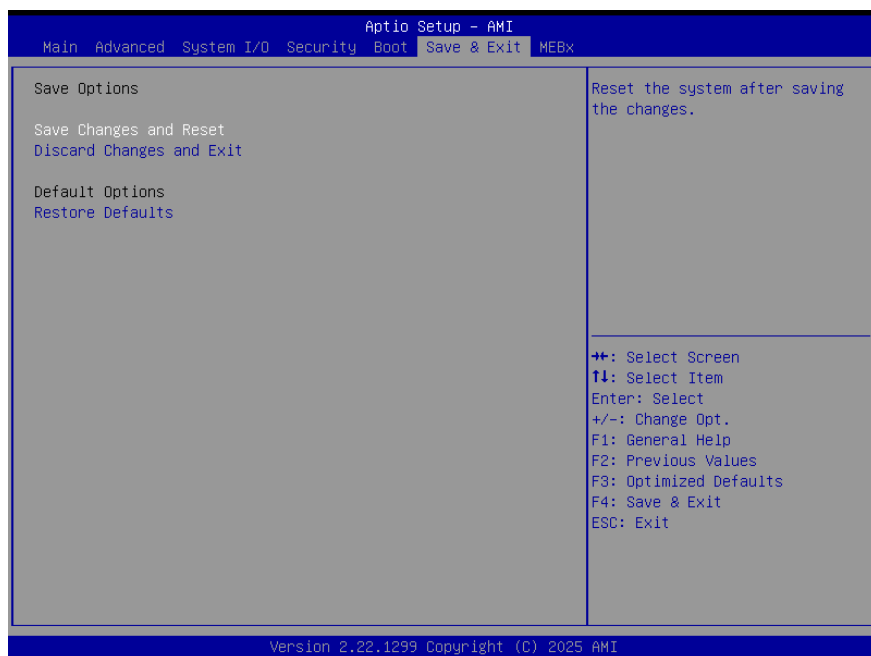 Aptio Setup - AMI
Main Advanced System I/O Security Boot Save & Exit MEBx
Save Options
Save Changes and Reset
Discard Changes and Exit
Default Options
Restore Defaults
Reset the system after saving
the changes.
→←: Select Screen
↑↓: Select Item
Enter: Select
+/-: Change Opt.
F1: General Help
F2: Previous Values
F3: Optimized Defaults
F4: Save & Exit
ESC: Exit
Version 2.22.1299 Copyright (C) 2025 AMI